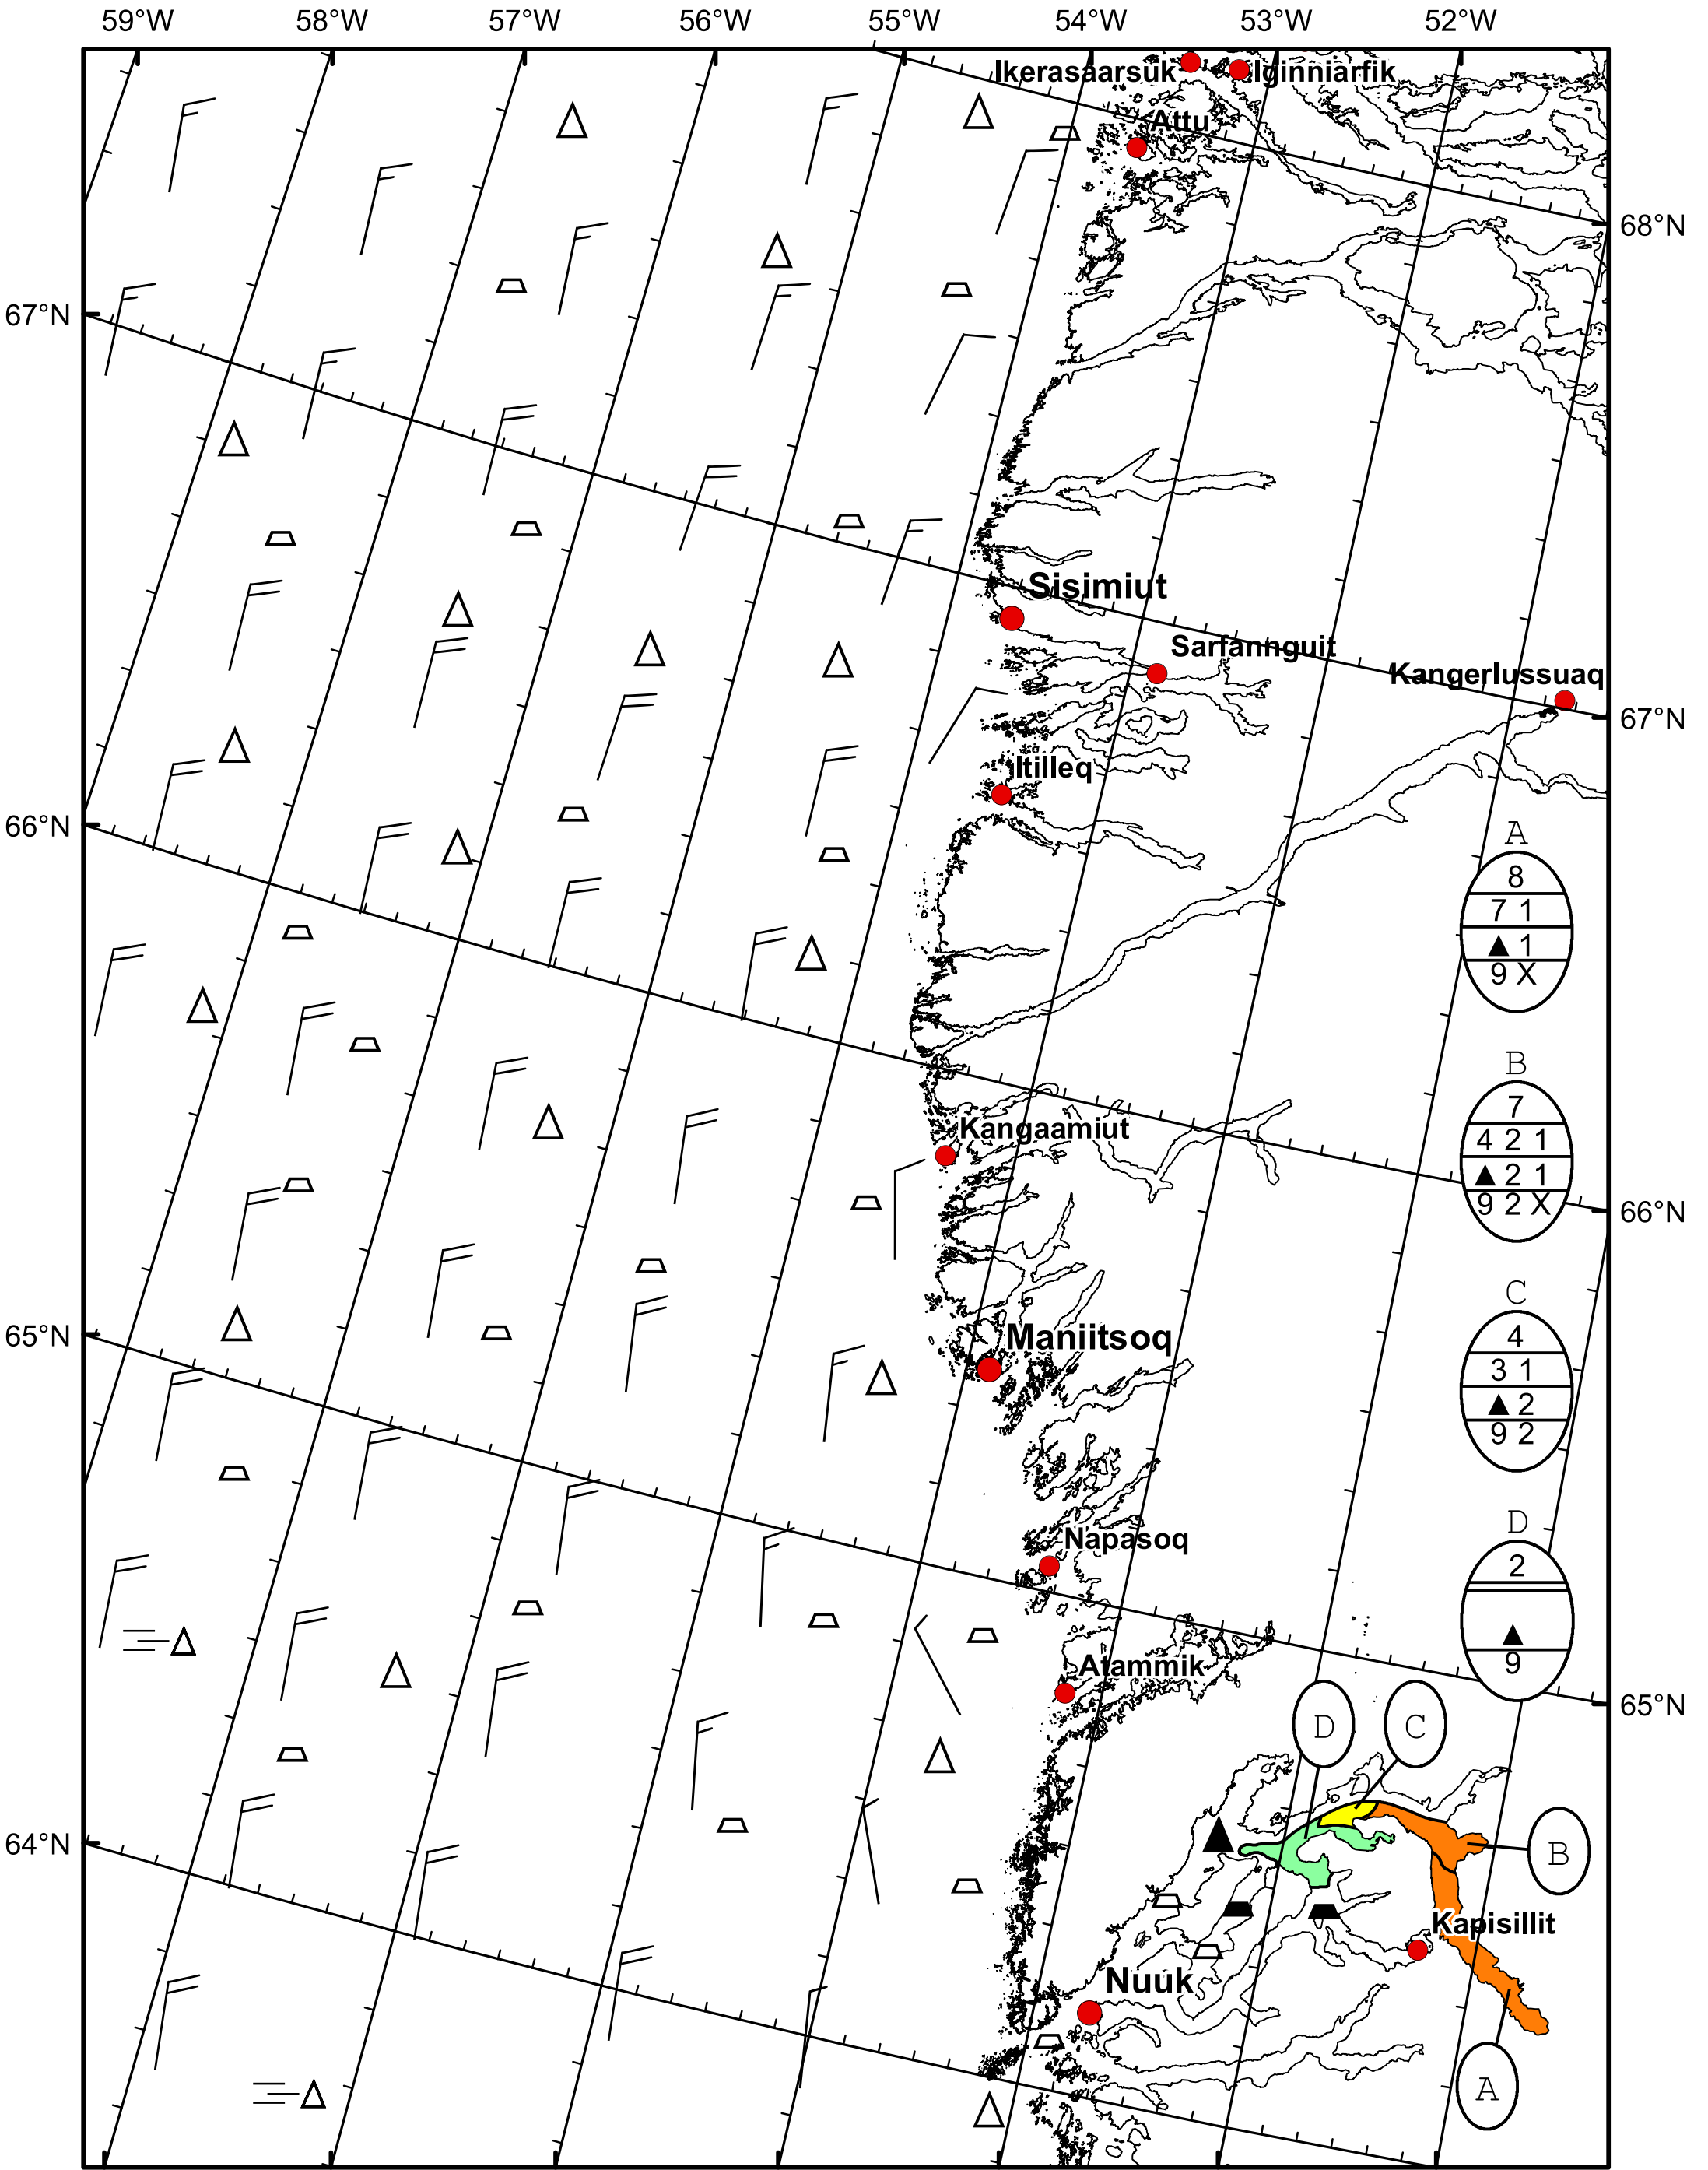 59°W 58°W 57°W 56°W 55°W 54°W 53°W 52°W
Ikerasaarsuk Iginniarfik
Attu
68°N
67°N
Sisimiut
Sarfannguit
Kangerlussuaq
67°N
Itilleq
66°N
A
8
7 1
▲ 1
9 X
B
7
4 2 1
▲ 2 1
9 2 X
Kangaamiut
66°N
C
4
3 1
▲ 2
9 2
65°N
Maniitsoq
D
2
▲
9
Napasoq
Atammik
65°N
D C
64°N
B
Kapisillit
Nuuk
A